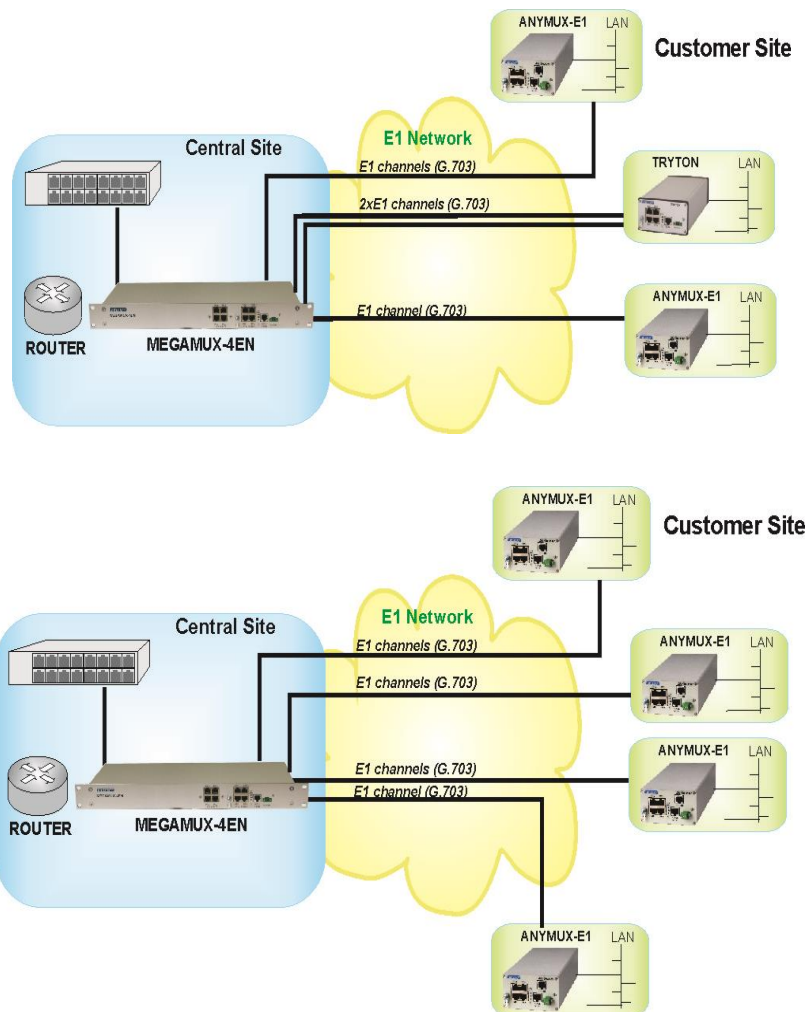 ANYMUX-E1 LAN
Customer Site
E1 Network
Central Site
E1 channels (G.703)
TRYTON LAN
2xE1 channels (G.703)
ANYMUX-E1 LAN
E1 channel (G.703)
ROUTER
MEGAMUX-4EN
ANYMUX-E1 LAN
Customer Site
E1 Network
Central Site
E1 channels (G.703)
ANYMUX-E1 LAN
E1 channels (G.703)
ANYMUX-E1 LAN
E1 channels (G.703)
E1 channel (G.703)
ROUTER
MEGAMUX-4EN
ANYMUX-E1 LAN